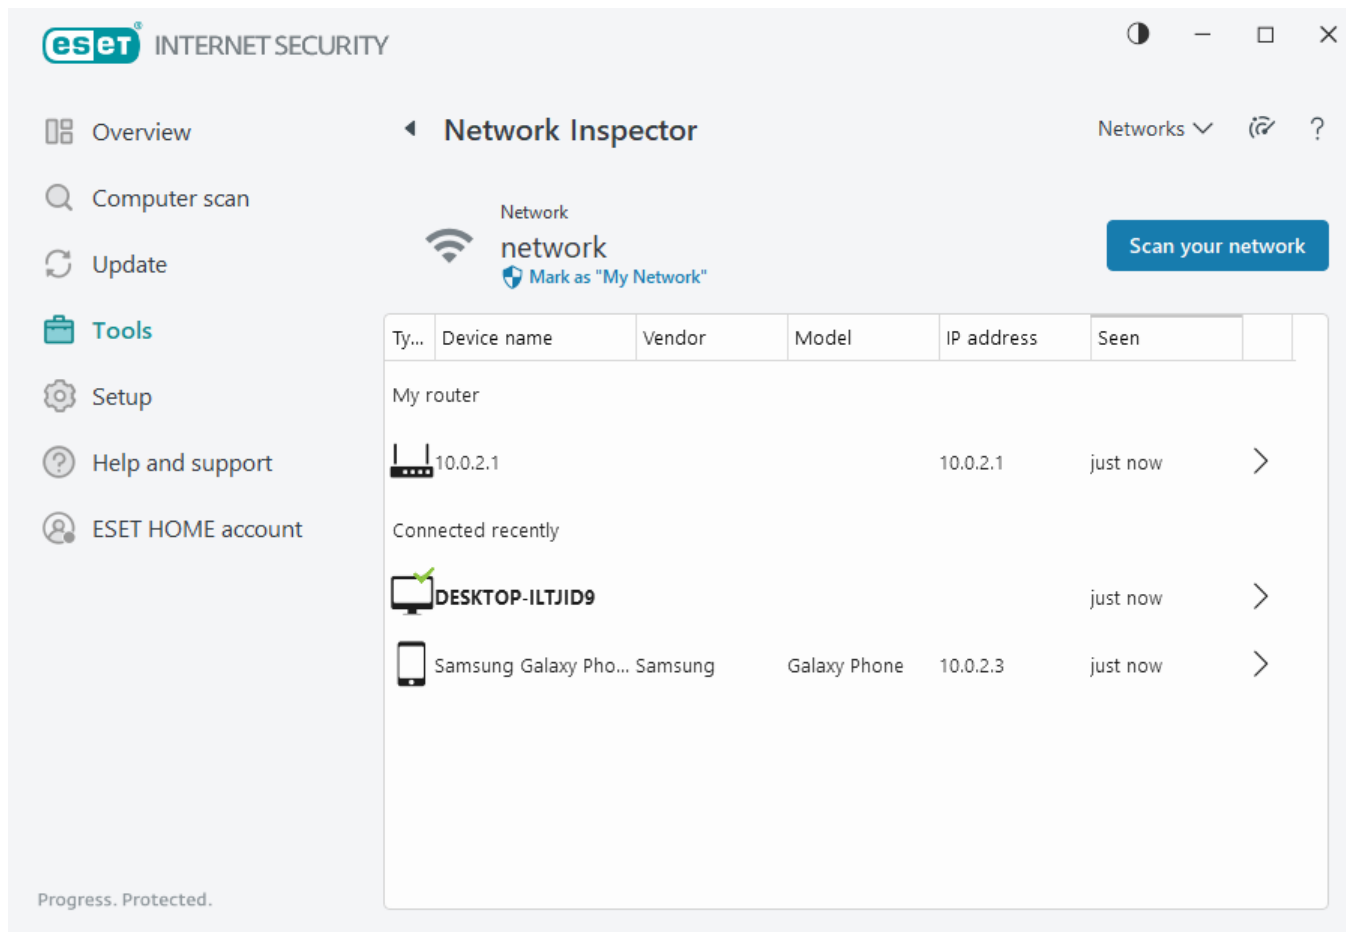 eseT® INTERNET SECURITY
Overview
Computer scan
Update
Tools
Setup
Help and support
ESET HOME account
Progress. Protected.
Network Inspector
Networks
?
Network
network
Mark as "My Network"
Scan your network
Ty... Device name Vendor Model IP address Seen
My router
10.0.2.1 10.0.2.1 just now
Connected recently
DESKTOP-ILTJID9 just now
Samsung Galaxy Pho... Samsung Galaxy Phone 10.0.2.3 just now